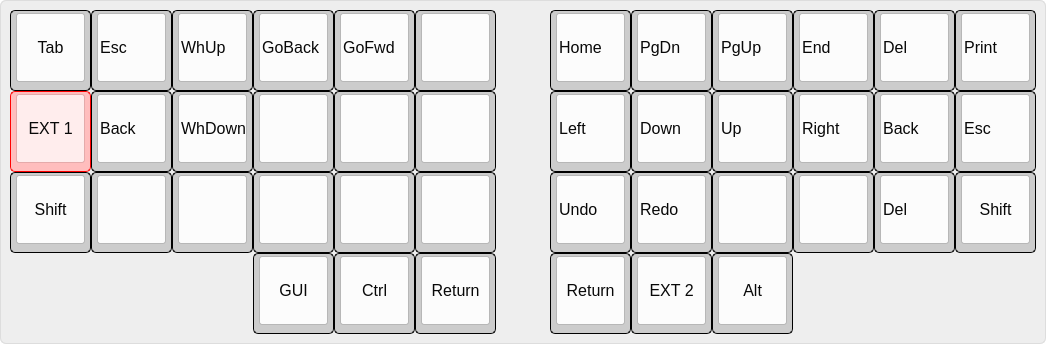 Tab Esc WhUp GoBack GoFwd Home PgDn PgUp End Del Print
EXT 1 Back WhDown Left Down Up Right Back Esc
Shift Undo Redo Del Shift
GUI Ctrl Return Return EXT 2 Alt